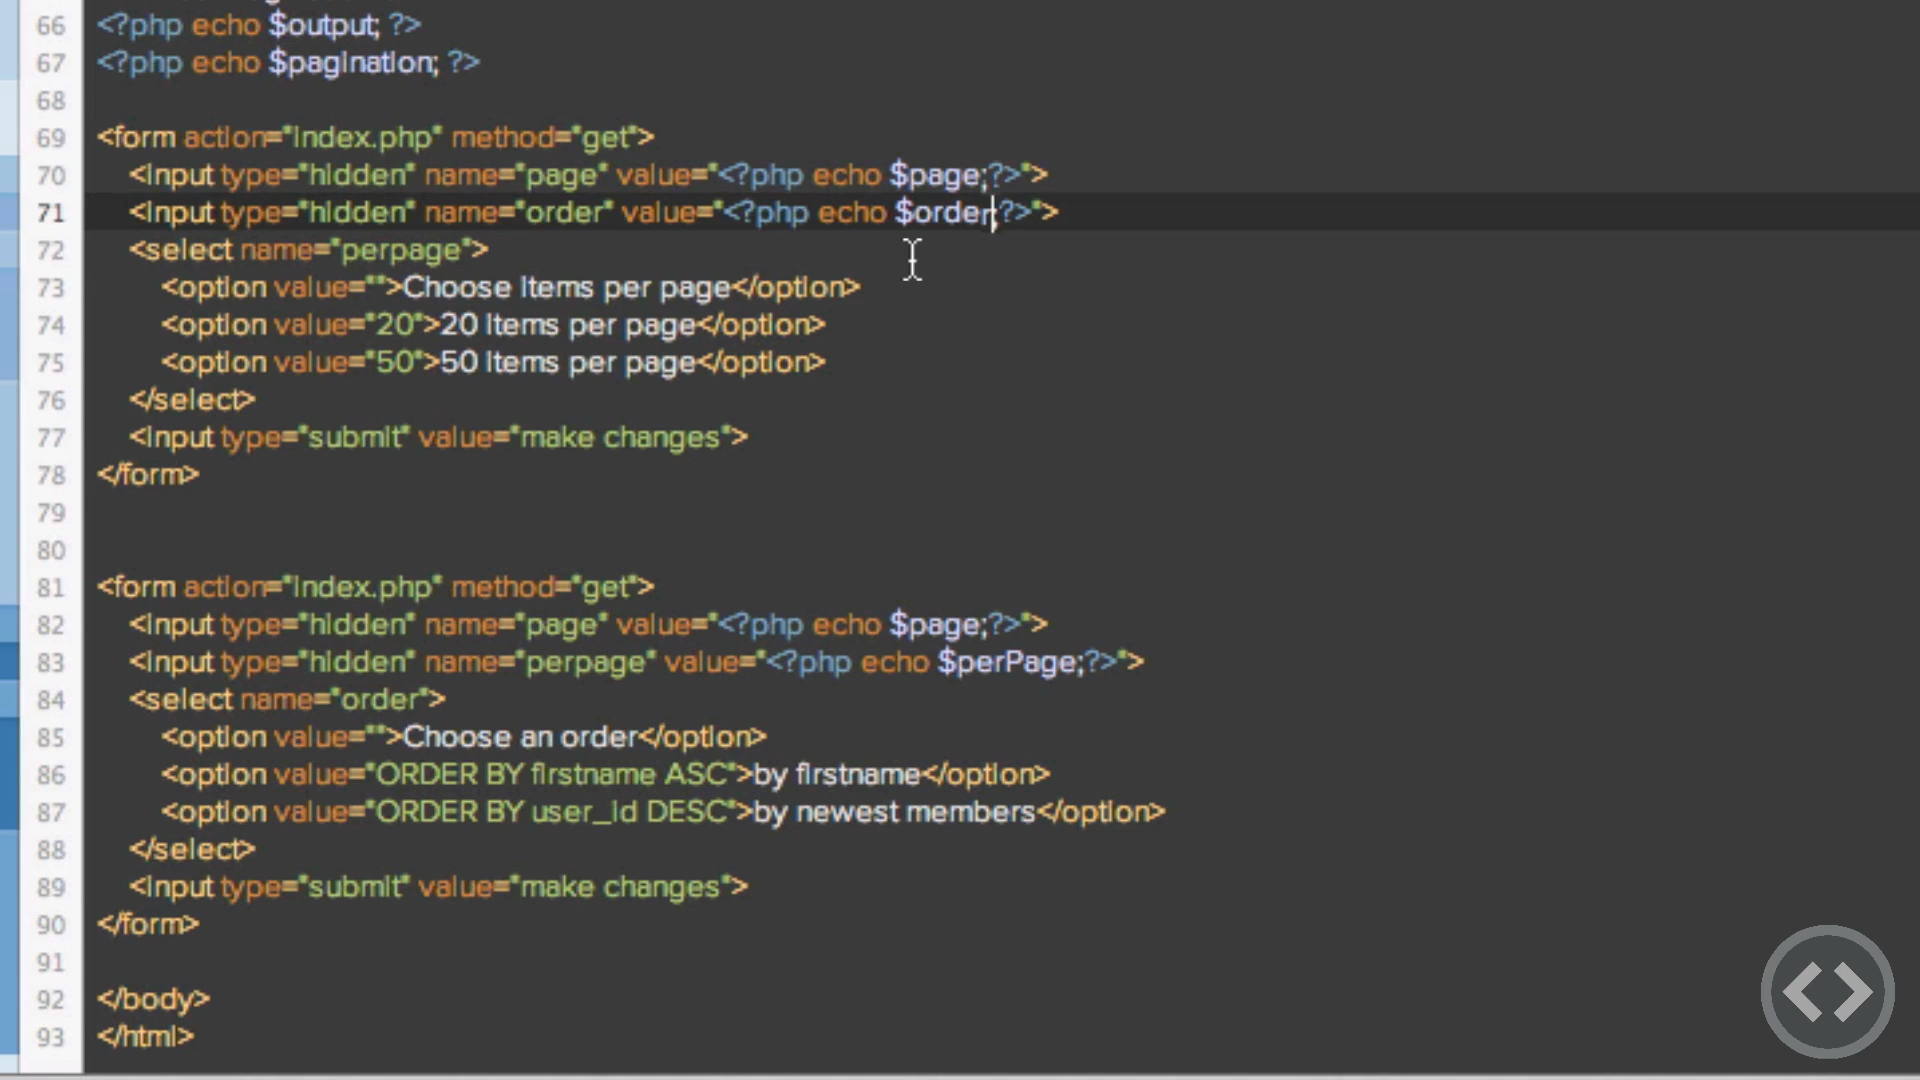 66 <?php echo $output; ?>
67 <?php echo $pagination; ?>
68
69 <form action="index.php" method="get">
70 <input type="hidden" name="page" value="<?php echo $page;?>">
71 <input type="hidden" name="order" value="<?php echo $order;?>">
72 <select name="perpage">
73 <option value="">Choose items per page</option>
74 <option value="20">20 items per page</option>
75 <option value="50">50 items per page</option>
76 </select>
77 <input type="submit" value="make changes">
78 </form>
79
80
81 <form action="index.php" method="get">
82 <input type="hidden" name="page" value="<?php echo $page;?>">
83 <input type="hidden" name="perpage" value="<?php echo $perPage;?>">
84 <select name="order">
85 <option value="">Choose an order</option>
86 <option value="ORDER BY firstname ASC">by firstname</option>
87 <option value="ORDER BY user_id DESC">by newest members</option>
88 </select>
89 <input type="submit" value="make changes">
90 </form>
91
92 </body>
93 </html>